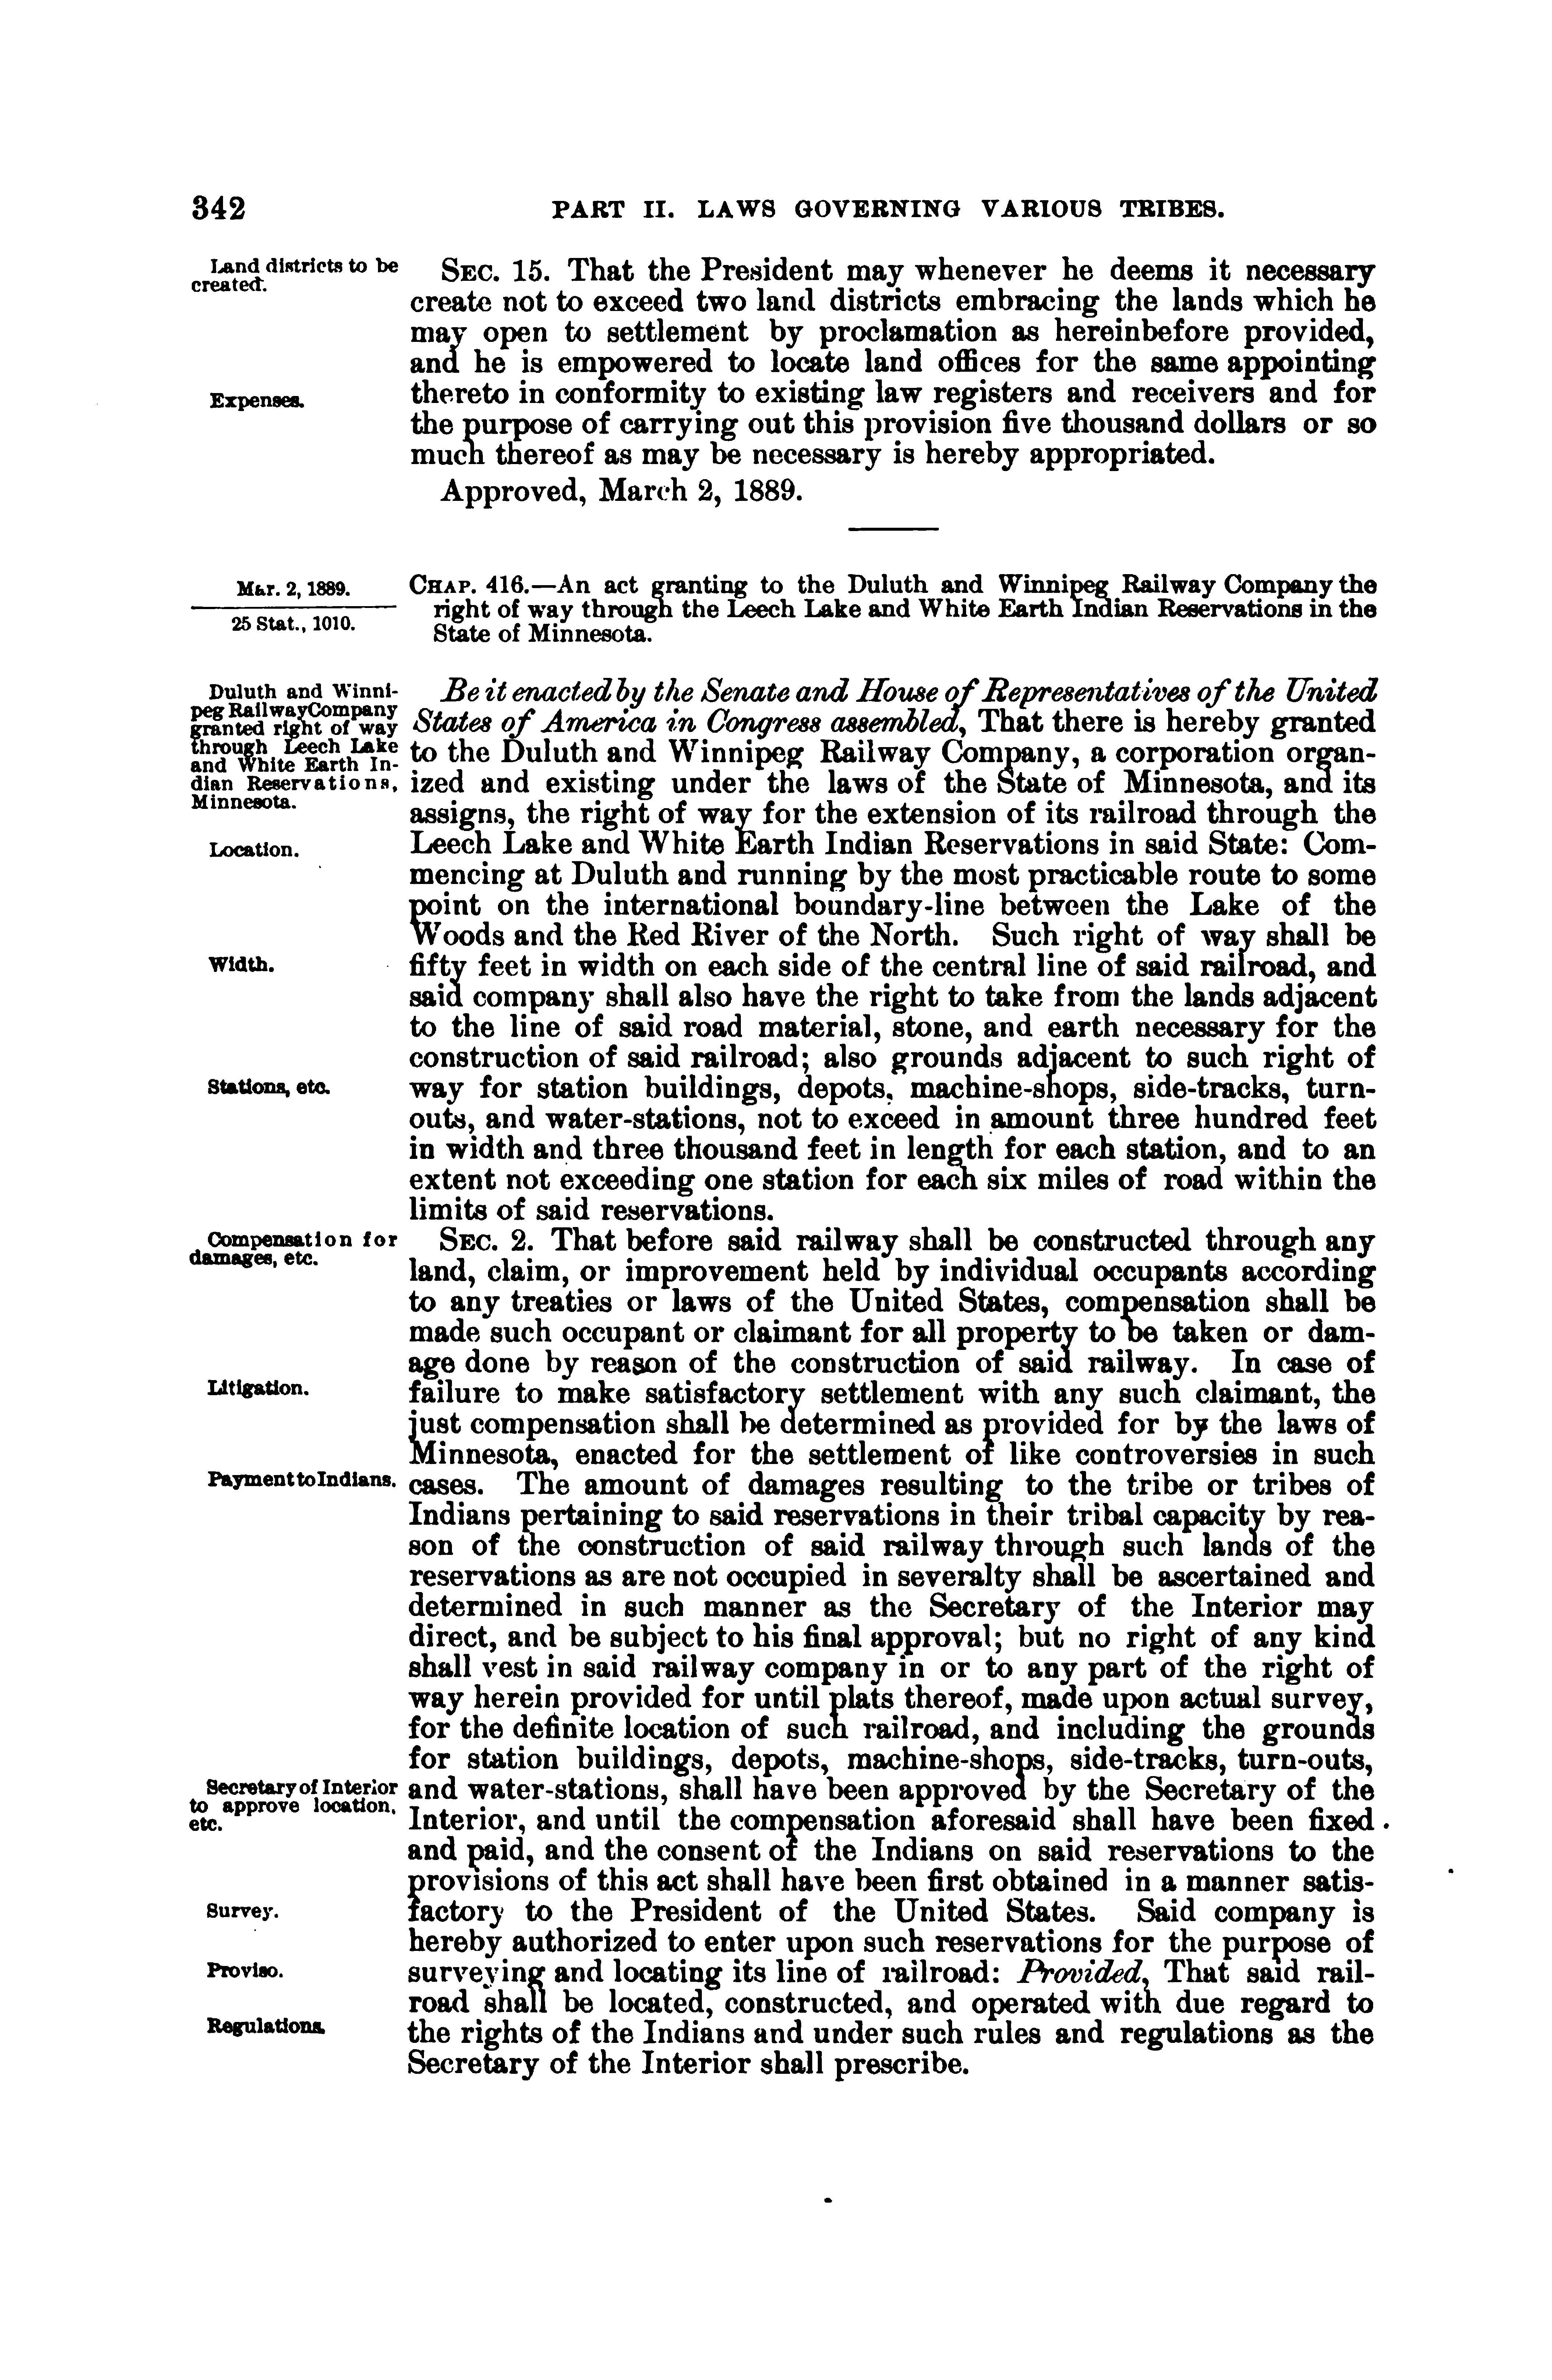 342 PART II. LAWS GOVERNING VARIOUS TRIBES.
Land districts to be
created.
SEC. 15. That the President may whenever he deems it necessary
create not to exceed two land districts embracing the lands which he
may open to settlement by proclamation as hereinbefore provided,
and he is empowered to locate land offices for the same appointing
Expenses.
thereto in conformity to existing law registers and receivers and for
the purpose of carrying out this provision five thousand dollars or so
much thereof as may be necessary is hereby appropriated.
Approved, March 2, 1889.
Mar. 2, 1889.
25 Stat., 1010.
CHAP. 416.—An act granting to the Duluth and Winnipeg Railway Company the
right of way through the Leech Lake and White Earth Indian Reservations in the
State of Minnesota.
Duluth and Winni-
peg Railway Company
granted right of way
through Leech Lake
and White Earth In-
dian Reservations,
Minnesota.
Be it enacted by the Senate and House of Representatives of the United
States of America in Congress assembled, That there is hereby granted
to the Duluth and Winnipeg Railway Company, a corporation organ-
ized and existing under the laws of the State of Minnesota, and its
assigns, the right of way for the extension of its railroad through the
Location.
Leech Lake and White Earth Indian Reservations in said State: Com-
mencing at Duluth and running by the most practicable route to some
point on the international boundary-line between the Lake of the
Woods and the Red River of the North. Such right of way shall be
Width.
fifty feet in width on each side of the central line of said railroad, and
said company shall also have the right to take from the lands adjacent
to the line of said road material, stone, and earth necessary for the
construction of said railroad; also grounds adjacent to such right of
Stations, etc.
way for station buildings, depots, machine-shops, side-tracks, turn-
outs, and water-stations, not to exceed in amount three hundred feet
in width and three thousand feet in length for each station, and to an
extent not exceeding one station for each six miles of road within the
limits of said reservations.
Compensation for
damages, etc.
SEC. 2. That before said railway shall be constructed through any
land, claim, or improvement held by individual occupants according
to any treaties or laws of the United States, compensation shall be
made such occupant or claimant for all property to be taken or dam-
age done by reason of the construction of said railway. In case of
Litigation.
failure to make satisfactory settlement with any such claimant, the
just compensation shall be determined as provided for by the laws of
Minnesota, enacted for the settlement of like controversies in such
Payment to Indians.
cases. The amount of damages resulting to the tribe or tribes of
Indians pertaining to said reservations in their tribal capacity by rea-
son of the construction of said railway through such lands of the
reservations as are not occupied in severalty shall be ascertained and
determined in such manner as the Secretary of the Interior may
direct, and be subject to his final approval; but no right of any kind
shall vest in said railway company in or to any part of the right of
way herein provided for until plats thereof, made upon actual survey,
for the definite location of such railroad, and including the grounds
for station buildings, depots, machine-shops, side-tracks, turn-outs,
Secretary of Interior
to approve location,
etc.
and water-stations, shall have been approved by the Secretary of the
Interior, and until the compensation aforesaid shall have been fixed
and paid, and the consent of the Indians on said reservations to the
provisions of this act shall have been first obtained in a manner satis-
Survey.
factory to the President of the United States. Said company is
hereby authorized to enter upon such reservations for the purpose of
Proviso.
surveying and locating its line of railroad: Provided, That said rail-
road shall be located, constructed, and operated with due regard to
Regulations.
the rights of the Indians and under such rules and regulations as the
Secretary of the Interior shall prescribe.